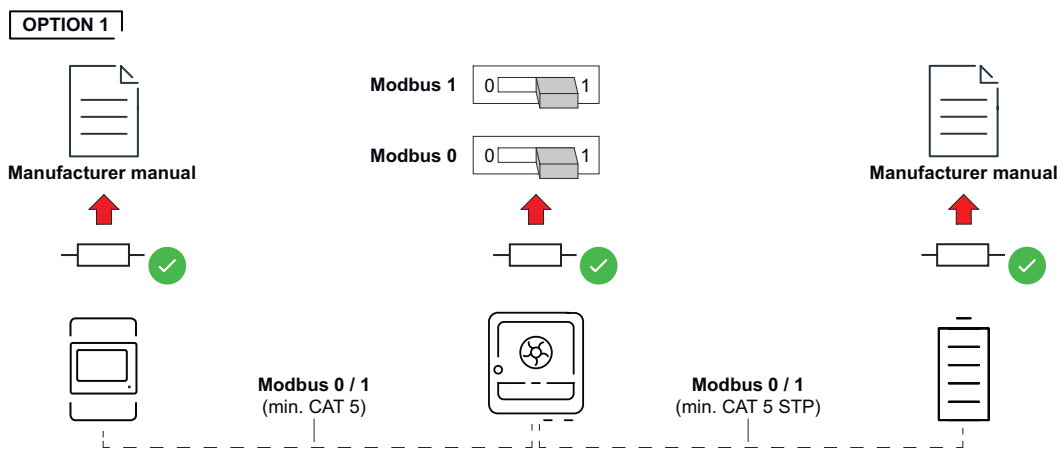 OPTION 1
Modbus 1 0 1
Modbus 0 0 1
Manufacturer manual
Manufacturer manual
Modbus 0 / 1
(min. CAT 5)
Modbus 0 / 1
(min. CAT 5 STP)